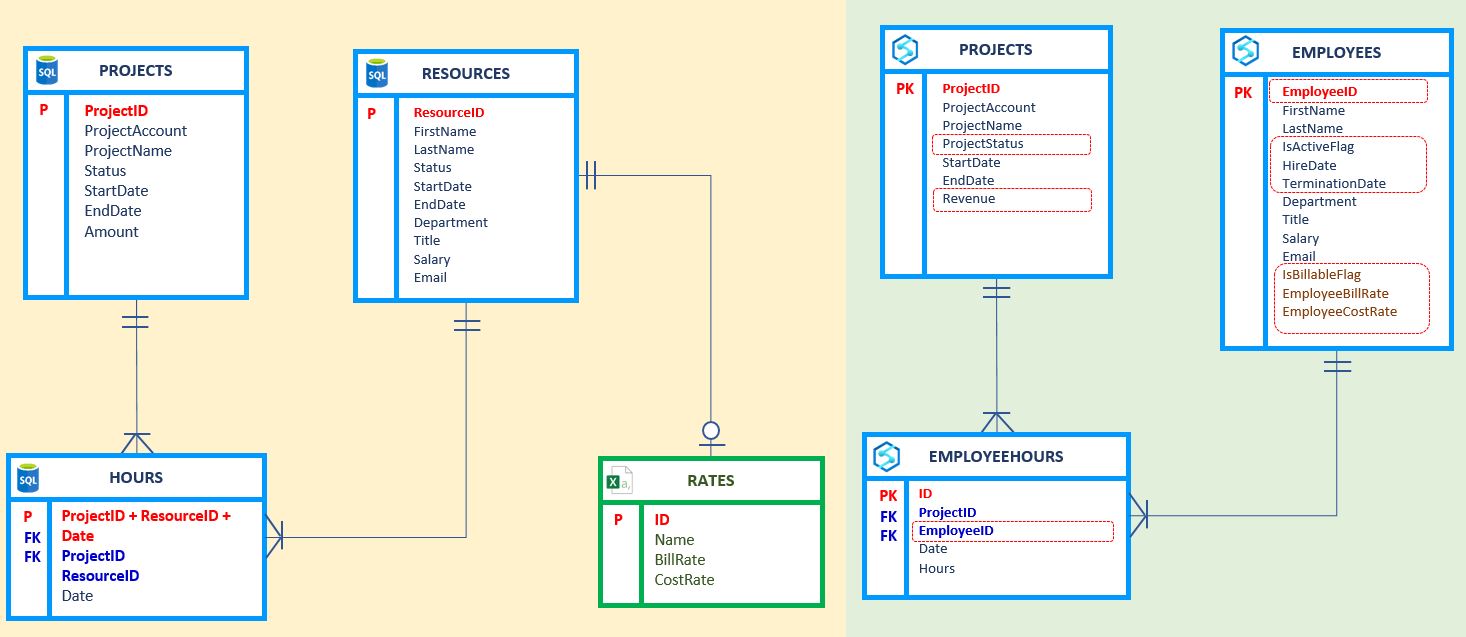 SQL
PROJECTS
P
ProjectID
ProjectAccount
ProjectName
Status
StartDate
EndDate
Amount
SQL
RESOURCES
P
ResourceID
FirstName
LastName
Status
StartDate
EndDate
Department
Title
Salary
Email
SQL
HOURS
P
ProjectID + ResourceID +
Date
FK
ProjectID
FK
ResourceID
Date
X a,
RATES
P
ID
Name
BillRate
CostRate
PROJECTS
PK
ProjectID
ProjectAccount
ProjectName
ProjectStatus
StartDate
EndDate
Revenue
EMPLOYEES
PK
EmployeeID
FirstName
LastName
IsActiveFlag
HireDate
TerminationDate
Department
Title
Salary
Email
IsBillableFlag
EmployeeBillRate
EmployeeCostRate
EMPLOYEEHOURS
PK
ID
FK
ProjectID
FK
EmployeeID
Date
Hours